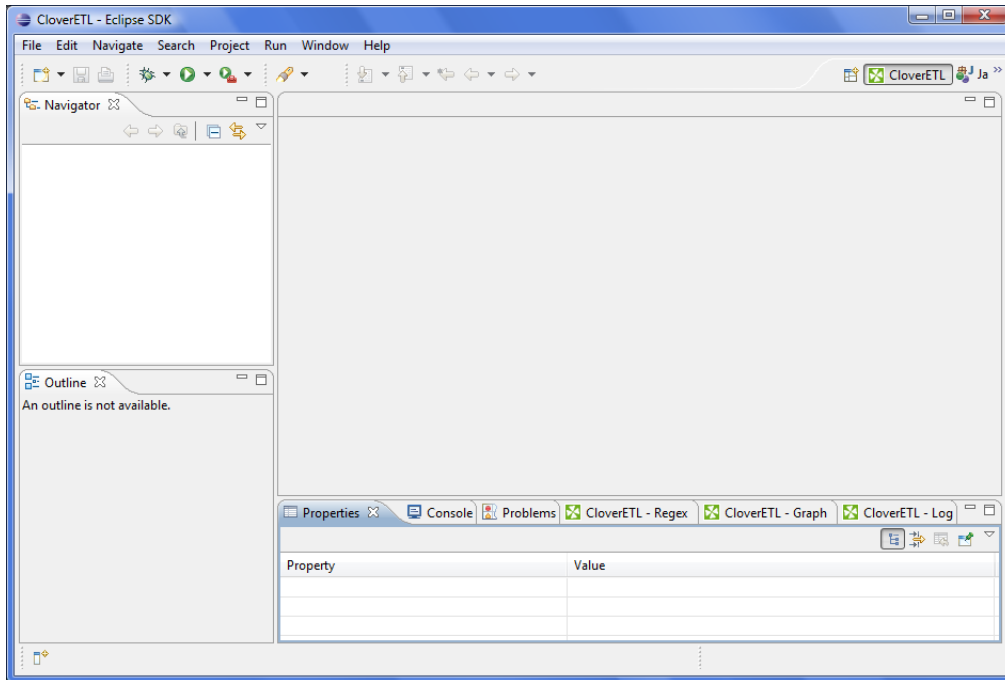 CloverETL - Eclipse SDK
File Edit Navigate Search Project Run Window Help
CloverETL Ja
Navigator
Outline
An outline is not available.
Properties Console Problems CloverETL - Regex CloverETL - Graph CloverETL - Log
Property Value